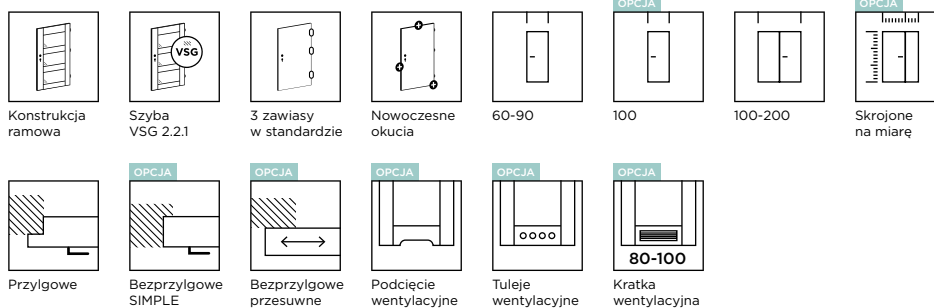 OPCJA
OPCJA
VSG
Konstrukcja
ramowa
Szyba
VSG 2.2.1
3 zawiasy
w standardzie
Nowoczesne
okucia
60-90
100
100-200
Skrojone
na miarę
OPCJA
OPCJA
OPCJA
OPCJA
OPCJA
80-100
Przylgowe
Bezprzylgowe
SIMPLE
Bezprzylgowe
przesuwne
Podcięcie
wentylacyjne
Tuleje
wentylacyjne
Kratka
wentylacyjna